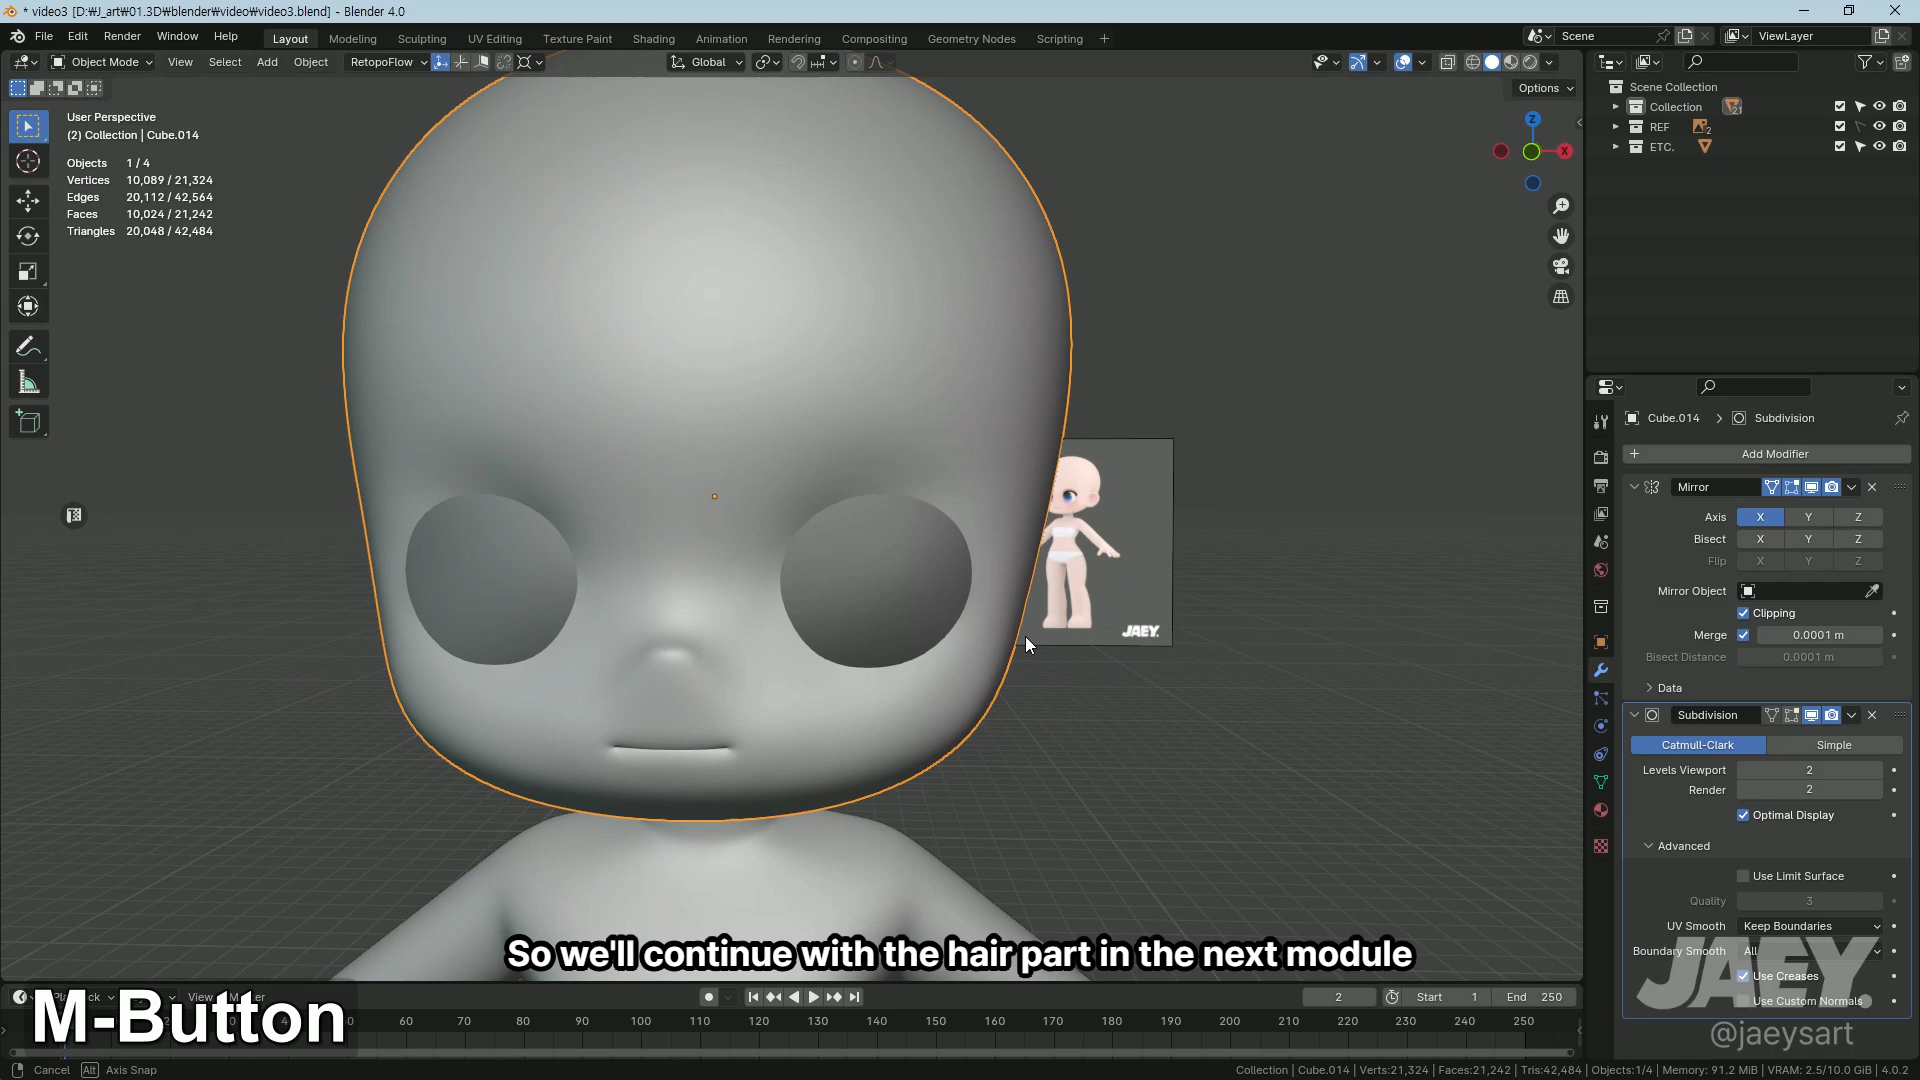 * video3 [D:₩J_art₩01.3D₩blender₩video₩video3.blend] - Blender 4.0
File Edit Render Window Help
Layout Modeling Sculpting UV Editing Texture Paint Shading Animation Rendering Compositing Geometry Nodes Scripting +
Scene
ViewLayer
Object Mode View Select Add Object RetopoFlow
Global
Options
User Perspective
(2) Collection | Cube.014
Objects 1 / 4
Vertices 10,089 / 21,324
Edges 20,112 / 42,564
Faces 10,024 / 21,242
Triangles 20,048 / 42,484
Z
X
Scene Collection
Collection 21
REF 2
ETC.
Cube.014 > Subdivision
+ Add Modifier
Mirror
Axis X Y Z
Bisect X Y Z
Flip X Y Z
Mirror Object
Clipping
Merge 0.0001 m
Bisect Distance 0.0001 m
Data
Subdivision
Catmull-Clark Simple
Levels Viewport 2
Render 2
Optimal Display
Advanced
Use Limit Surface
Quality 3
UV Smooth Keep Boundaries
Boundary Smooth All
Use Creases
Use Custom Normals
JAEY.
JAEY.
@jaeysart
So we'll continue with the hair part in the next module
M-Button
View
2 Start 1 End 250
60 70 80 90 100 110 120 130 140 150 160 170 180 190 200 210 220 230 240 250
Cancel Alt Axis Snap
Collection | Cube.014 | Verts:21,324 | Faces:21,242 | Tris:42,484 | Objects:1/4 | Memory: 91.2 MiB | VRAM: 2.5/10.0 GiB | 4.0.2